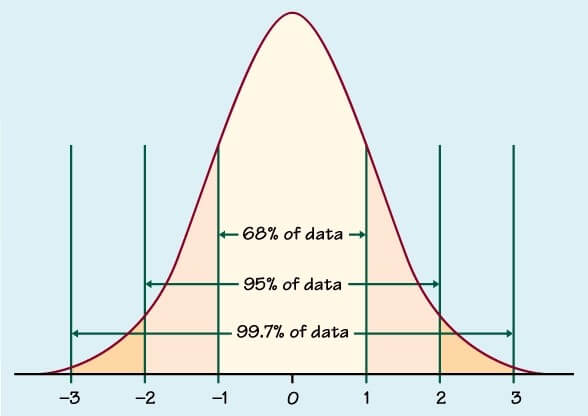 68% of data
95% of data
99.7% of data
-3 -2 -1 0 1 2 3